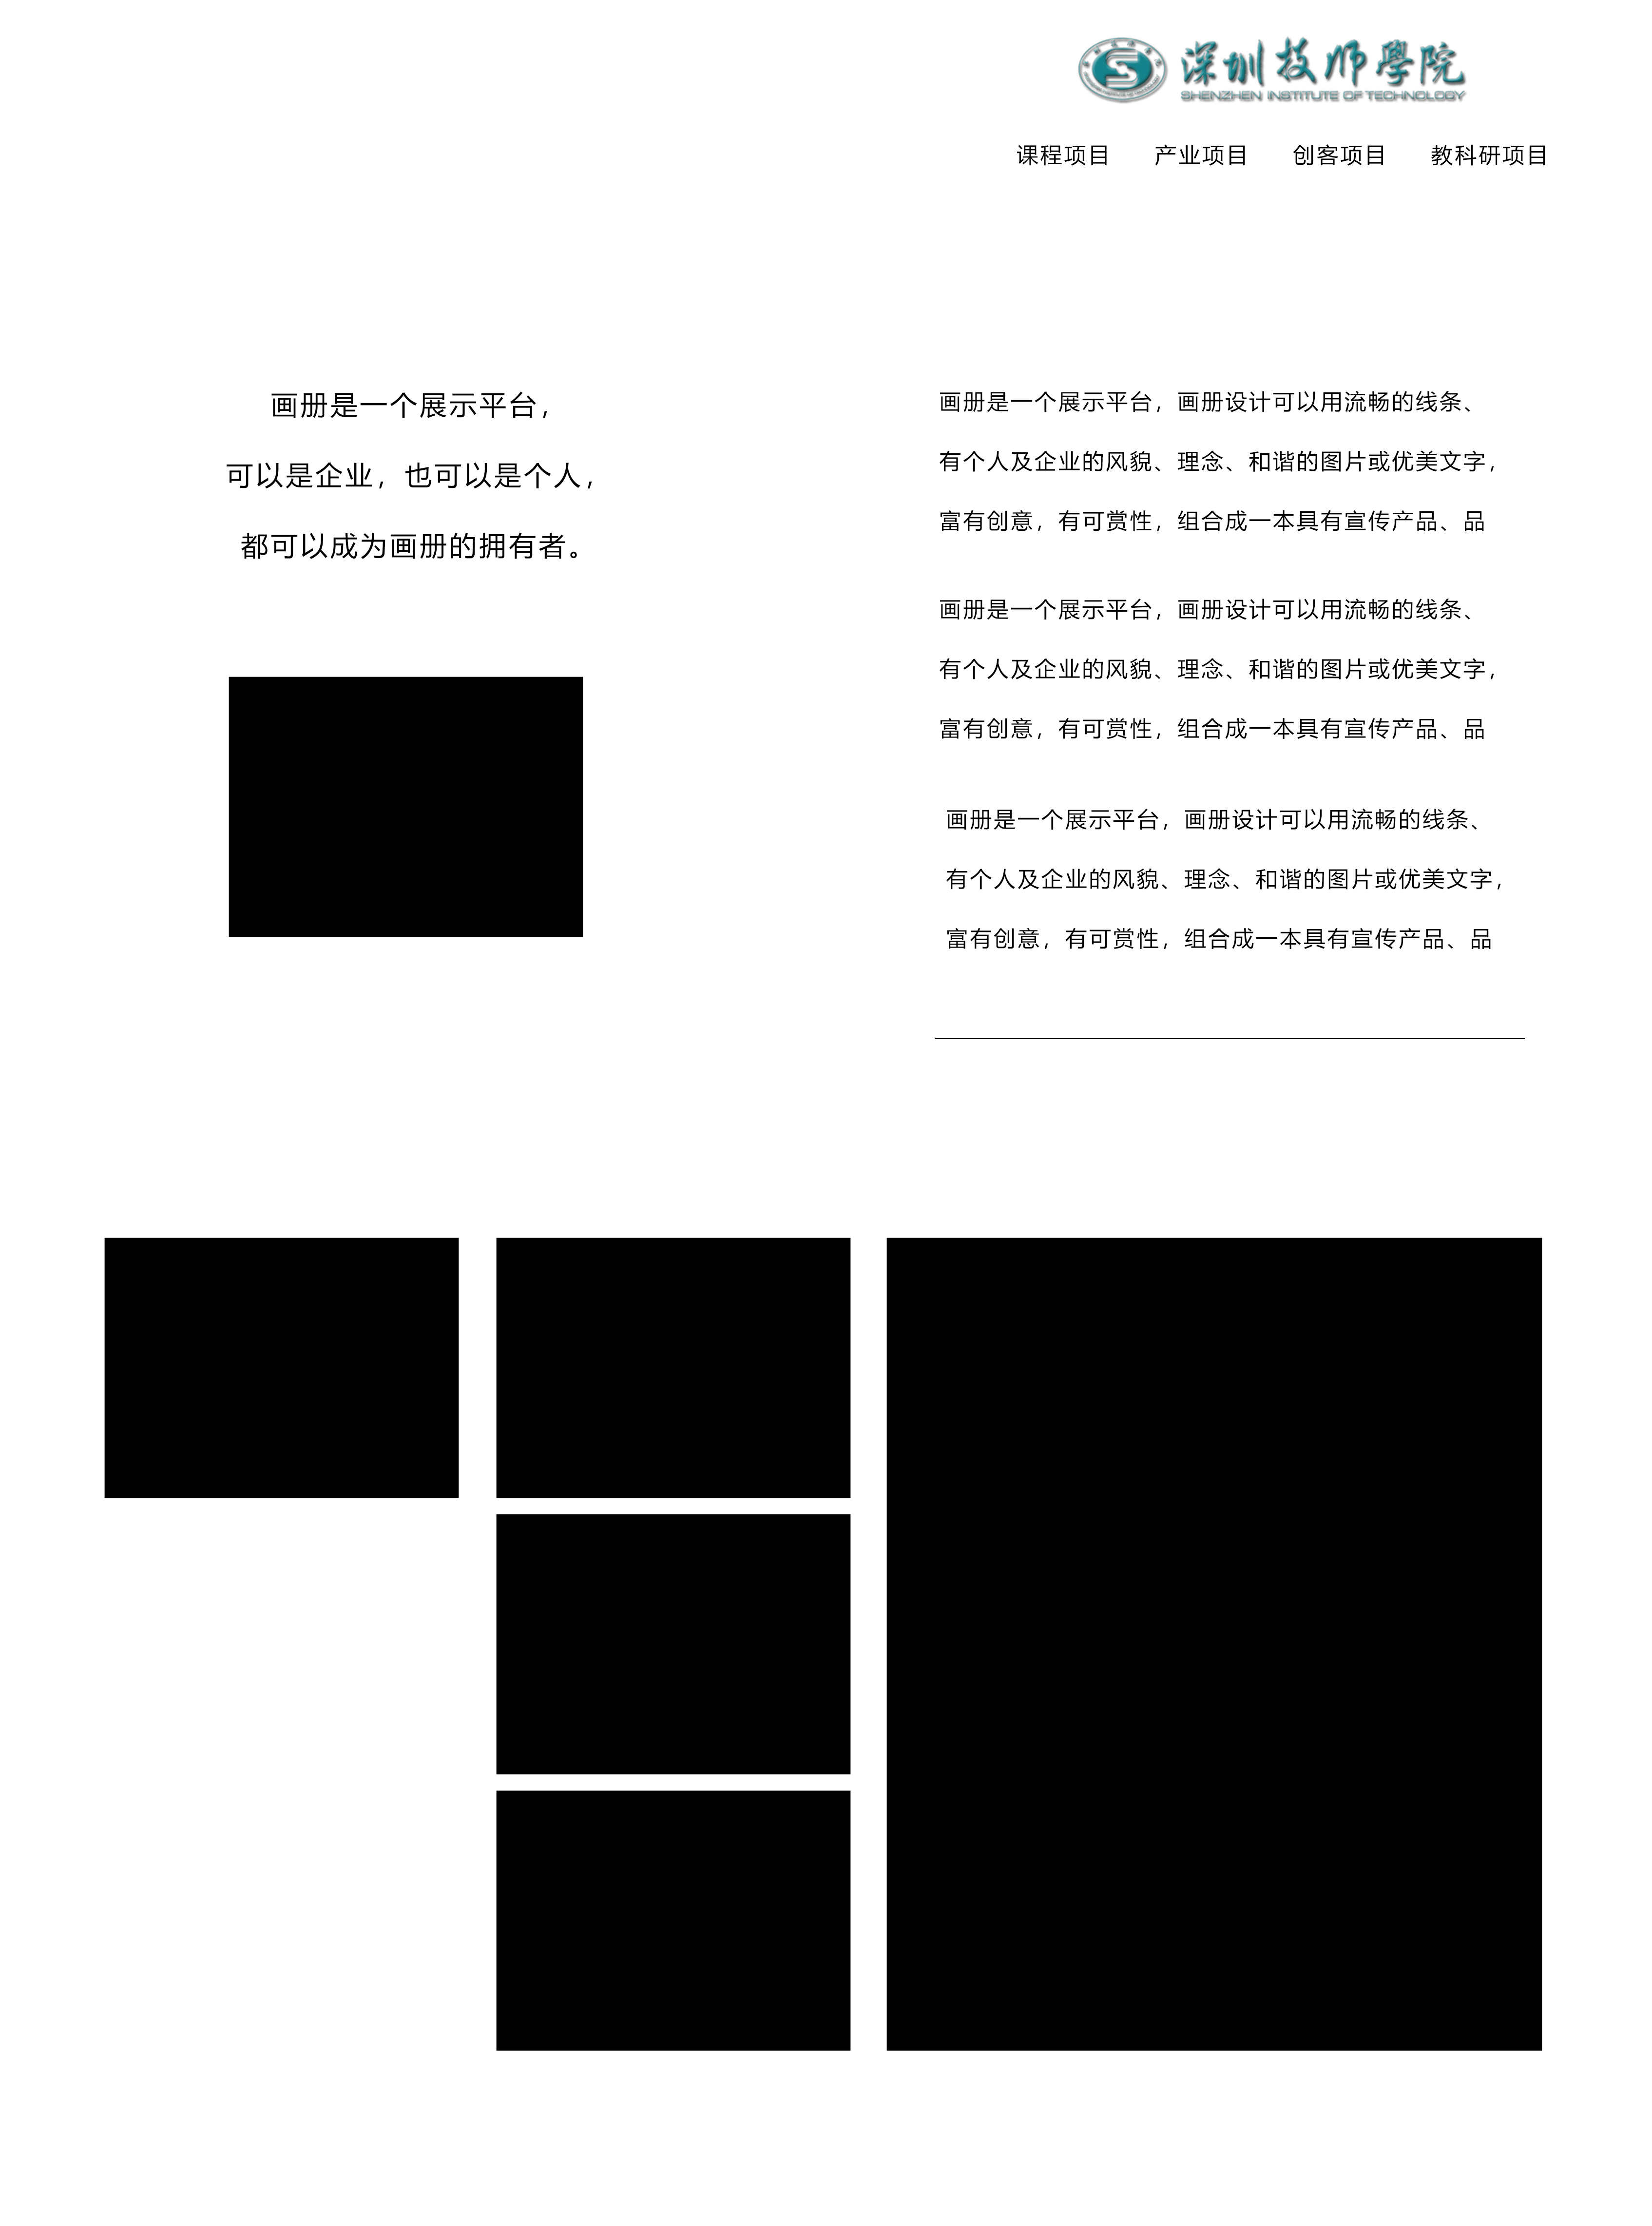 深圳技师學院
SHENZHEN INSTITUTE OF TECHNOLOGY
课程项目 产业项目 创客项目 教科研项目
画册是一个展示平台，
可以是企业，也可以是个人，
都可以成为画册的拥有者。
画册是一个展示平台，画册设计可以用流畅的线条、
有个人及企业的风貌、理念、和谐的图片或优美文字，
富有创意，有可赏性，组合成一本具有宣传产品、品
画册是一个展示平台，画册设计可以用流畅的线条、
有个人及企业的风貌、理念、和谐的图片或优美文字，
富有创意，有可赏性，组合成一本具有宣传产品、品
画册是一个展示平台，画册设计可以用流畅的线条、
有个人及企业的风貌、理念、和谐的图片或优美文字，
富有创意，有可赏性，组合成一本具有宣传产品、品